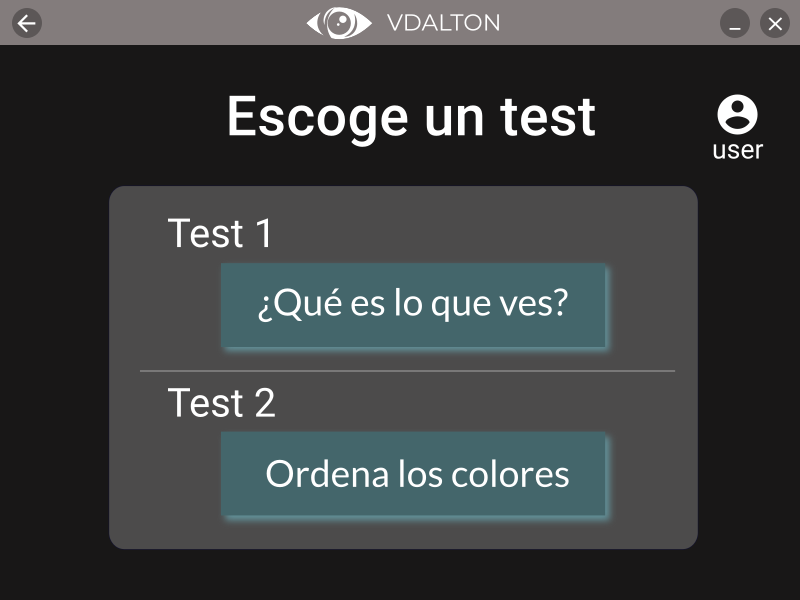 VDALTON
Escoge un test
user
Test 1
¿Qué es lo que ves?
Test 2
Ordena los colores